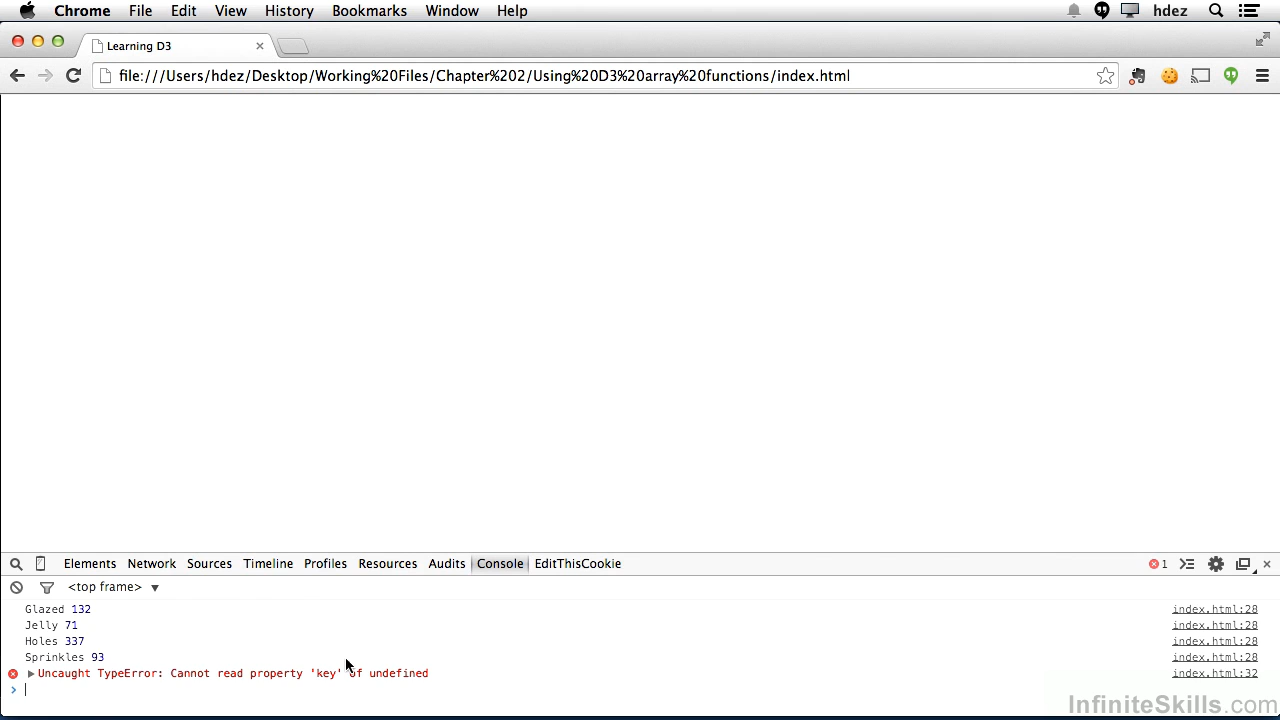 Chrome File Edit View History Bookmarks Window Help hdez
Learning D3
file:///Users/hdez/Desktop/Working%20Files/Chapter%202/Using%20D3%20array%20functions/index.html
Elements Network Sources Timeline Profiles Resources Audits Console EditThisCookie 1
<top frame>
Glazed 132 index.html:28
Jelly 71 index.html:28
Holes 337 index.html:28
Sprinkles 93 index.html:28
Uncaught TypeError: Cannot read property 'key' of undefined index.html:32
InfiniteSkills.com